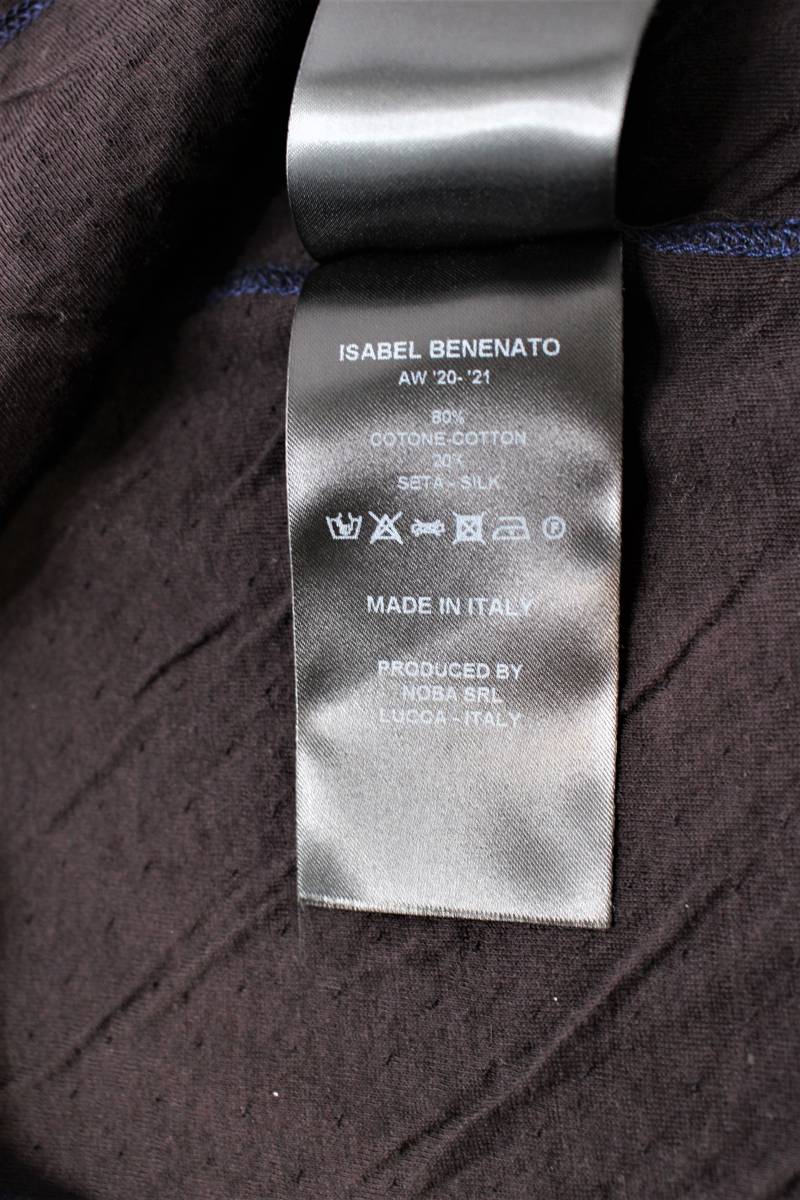 ISABEL BENENATO
AW '20- '21
80%
COTONE-COTTON
20%
SETA - SILK
P
MADE IN ITALY
PRODUCED BY
NOBA SRL
LUCCA - ITALY